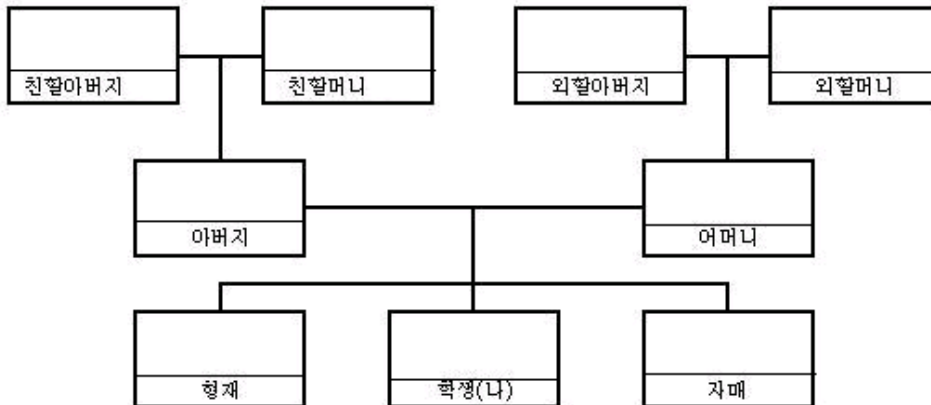 친할아버지 친할머니 외할아버지 외할머니
아버지 어머니
형재 학생(나) 자매